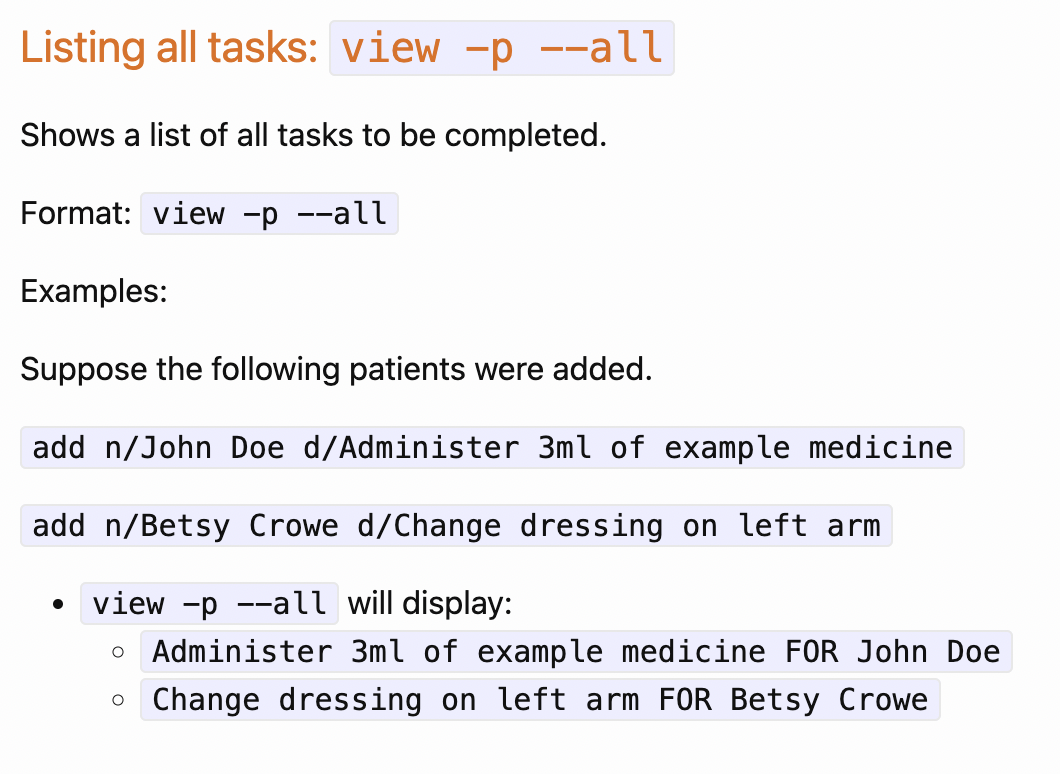 Listing all tasks: view -p --all
Shows a list of all tasks to be completed.
Format: view -p --all
Examples:
Suppose the following patients were added.
add n/John Doe d/Administer 3ml of example medicine
add n/Betsy Crowe d/Change dressing on left arm
view -p --all will display:
Administer 3ml of example medicine FOR John Doe
Change dressing on left arm FOR Betsy Crowe